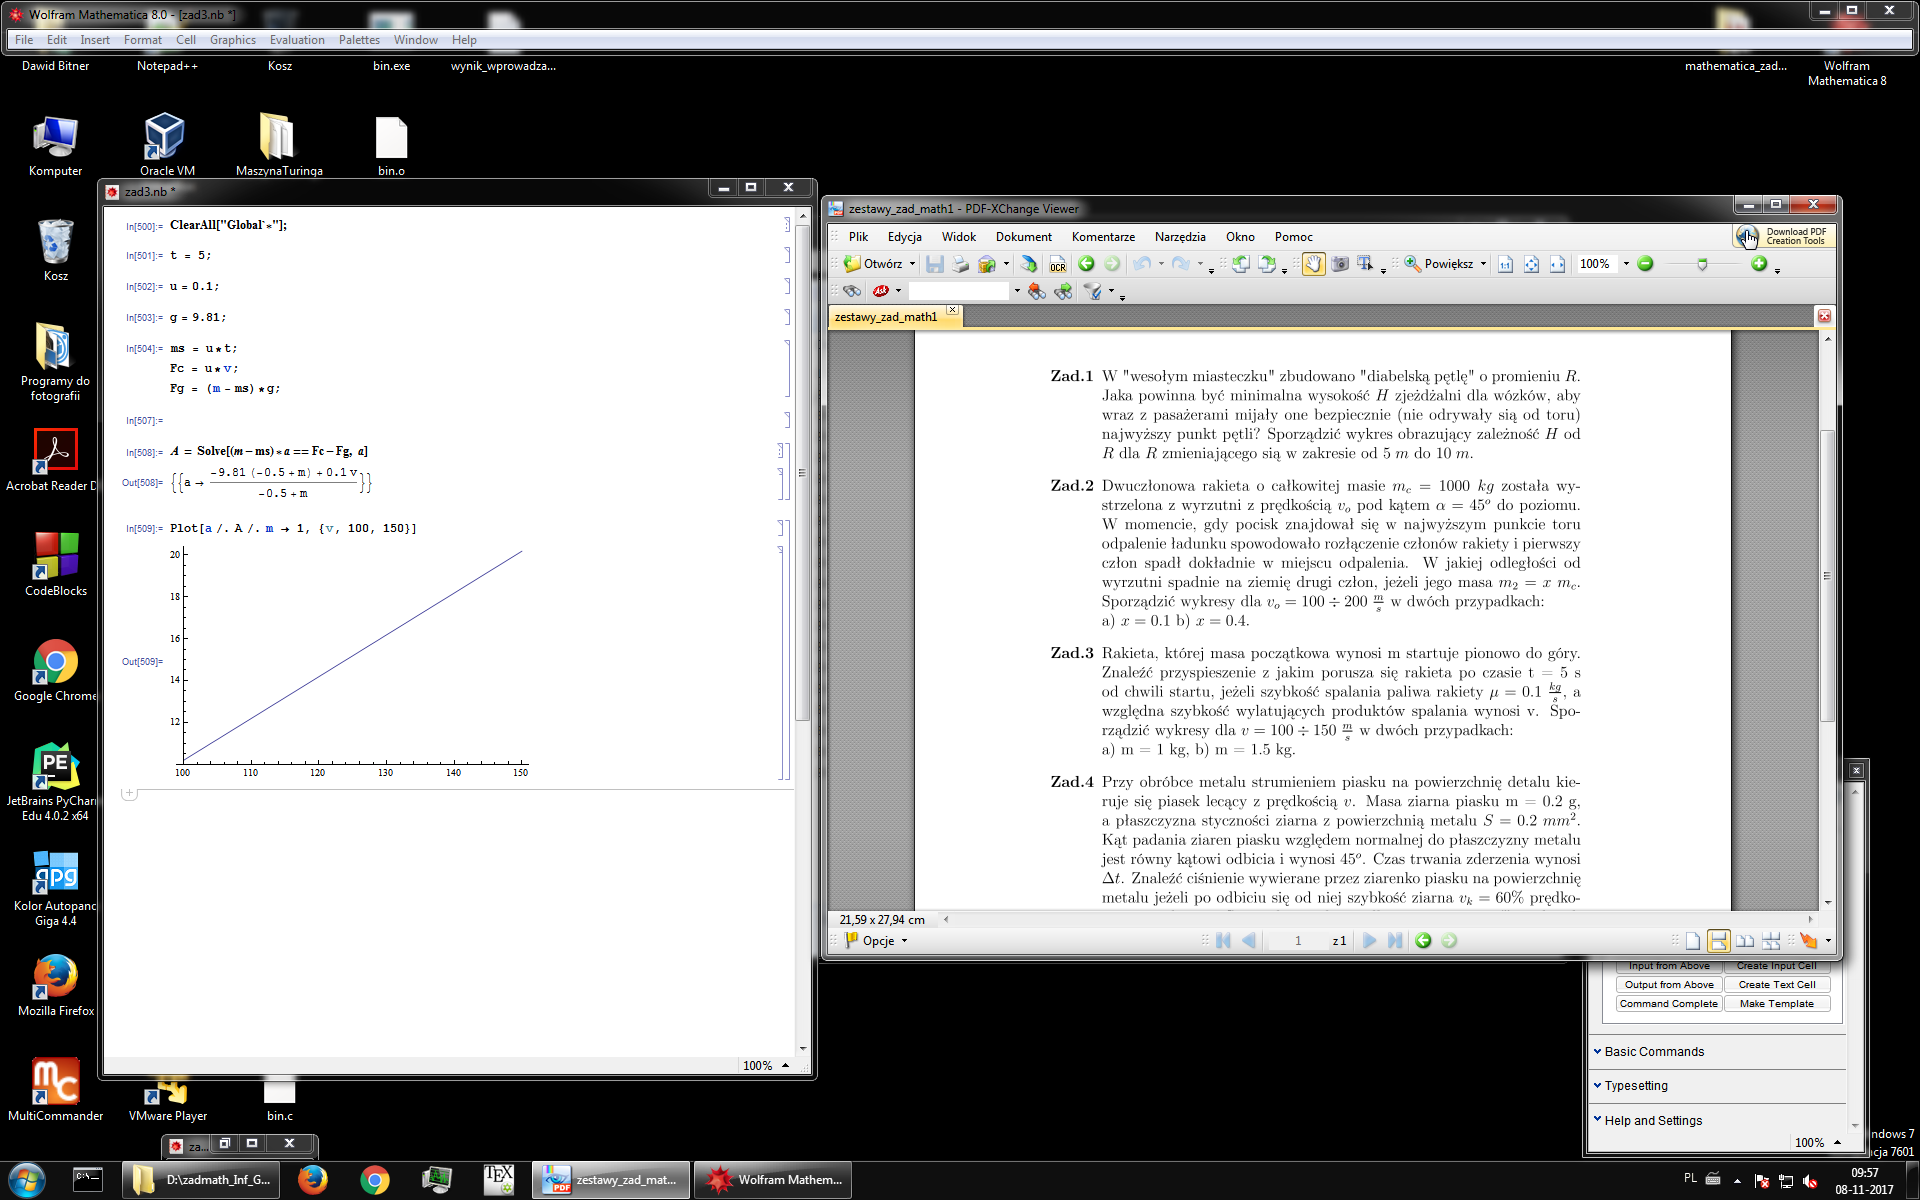 Wolfram Mathematica 8.0 - [zad3.nb *]
File Edit Insert Format Cell Graphics Evaluation Palettes Window Help
Dawid Bitner
Notepad++
Kosz
bin.exe
wynik_wprowadza...
mathematica_zad...
Wolfram
Mathematica 8
Komputer
Oracle VM
MaszynaTuringa
bin.o
Kosz
Programy do
fotografii
Acrobat Reader D
CodeBlocks
Google Chrome
JetBrains PyChar
Edu 4.0.2 x64
Kolor Autopano
Giga 4.4
Mozilla Firefox
MultiCommander
VMware Player
bin.c
zad3.nb *
In[500]:= ClearAll["Global`*"];
In[501]:= t = 5;
In[502]:= u = 0.1;
In[503]:= g = 9.81;
In[504]:= ms = u*t;
Fc = u*v;
Fg = (m - ms) * g;
In[507]:=
In[508]:= A = Solve[(m - ms) * a == Fc - Fg, a]
Out[508]= {{a → (-9.81 (-0.5 + m) + 0.1 v)/(-0.5 + m)}}
In[509]:= Plot[a /. A /. m → 1, {v, 100, 150}]
20
18
16
Out[509]=
14
12
100 110 120 130 140 150
100%
zestawy_zad_math1 - PDF-XChange Viewer
Plik Edycja Widok Dokument Komentarze Narzędzia Okno Pomoc
Download PDF
Creation Tools
Otwórz OCR Powiększ 1:1 100%
Ask
zestawy_zad_math1
Zad.1 W "wesołym miasteczku" zbudowano "diabelską pętlę" o promieniu R.
Jaka powinna być minimalna wysokość H zjeżdżalni dla wózków, aby
wraz z pasażerami mijały one bezpiecznie (nie odrywały sią od toru)
najwyższy punkt pętli? Sporządzić wykres obrazujący zależność H od
R dla R zmieniającego sią w zakresie od 5 m do 10 m.
Zad.2 Dwuczłonowa rakieta o całkowitej masie m_c = 1000 kg została wy-
strzelona z wyrzutni z prędkością v_o pod kątem α = 45° do poziomu.
W momencie, gdy pocisk znajdował się w najwyższym punkcie toru
odpalenie ładunku spowodowało rozłączenie członów rakiety i pierwszy
człon spadł dokładnie w miejscu odpalenia. W jakiej odległości od
wyrzutni spadnie na ziemię drugi człon, jeżeli jego masa m₂ = x m_c.
Sporządzić wykresy dla v_o = 100 ÷ 200 m/s w dwóch przypadkach:
a) x = 0.1 b) x = 0.4.
Zad.3 Rakieta, której masa początkowa wynosi m startuje pionowo do góry.
Znaleźć przyspieszenie z jakim porusza się rakieta po czasie t = 5 s
od chwili startu, jeżeli szybkość spalania paliwa rakiety μ = 0.1 kg/s, a
względna szybkość wylatujących produktów spalania wynosi v. Spo-
rządzić wykresy dla v = 100 ÷ 150 m/s w dwóch przypadkach:
a) m = 1 kg, b) m = 1.5 kg.
Zad.4 Przy obróbce metalu strumieniem piasku na powierzchnię detalu kie-
ruje się piasek lecący z prędkością v. Masa ziarna piasku m = 0.2 g,
a płaszczyzna styczności ziarna z powierzchnią metalu S = 0.2 mm².
Kąt padania ziaren piasku względem normalnej do płaszczyzny metalu
jest równy kątowi odbicia i wynosi 45°. Czas trwania zderzenia wynosi
Δt. Znaleźć ciśnienie wywierane przez ziarenko piasku na powierzchnię
metalu jeżeli po odbiciu się od niej szybkość ziarna v_k = 60% prędko-
21,59 x 27,94 cm
Opcje 1 z 1
Input from Above Create Input Cell
Output from Above Create Text Cell
Command Complete Make Template
Basic Commands
Typesetting
Help and Settings
100%
ndows 7
cja 7601
za...
D:\zadmath_Inf_G...
TEX
zestawy_zad_mat...
Wolfram Mathem...
PL
09:57
08-11-2017